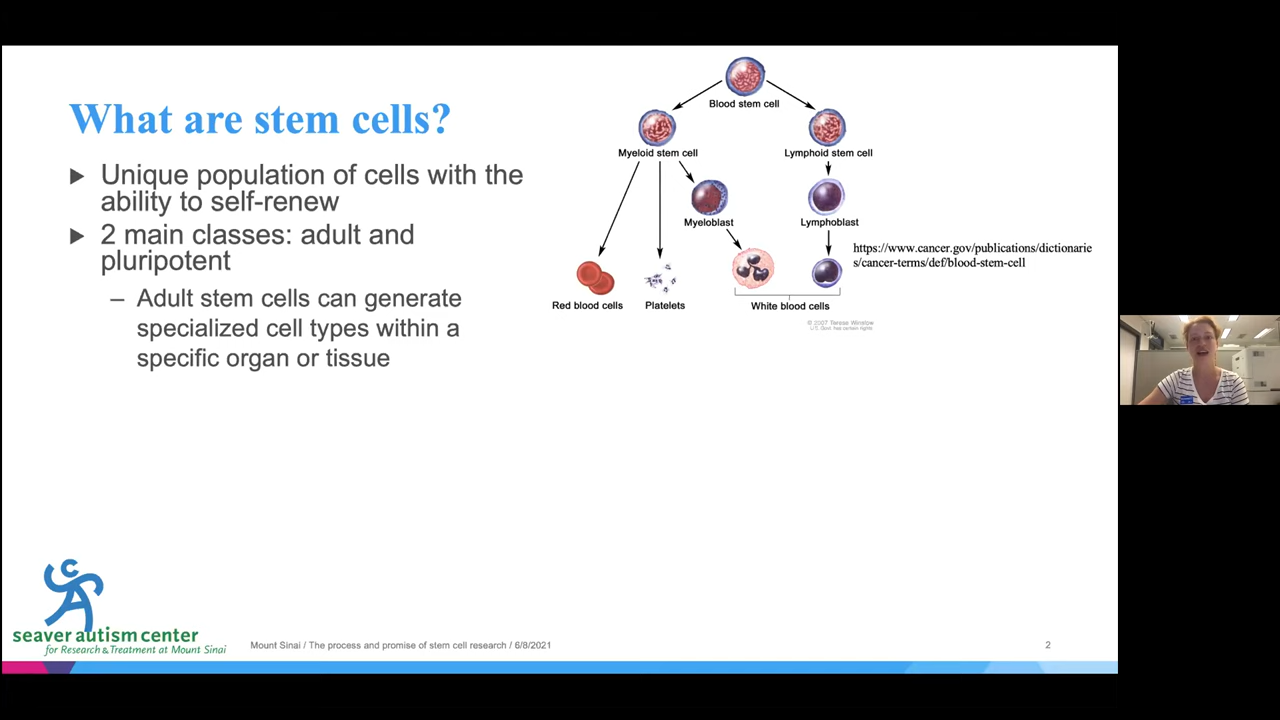 What are stem cells?
Unique population of cells with the
ability to self-renew
2 main classes: adult and
pluripotent
– Adult stem cells can generate
specialized cell types within a
specific organ or tissue
Blood stem cell
Myeloid stem cell
Lymphoid stem cell
Myeloblast
Lymphoblast
Red blood cells
Platelets
White blood cells
© 2007 Terese Winslow
U.S. Govt. has certain rights
https://www.cancer.gov/publications/dictionarie
s/cancer-terms/def/blood-stem-cell
seaver autism center
for Research & Treatment at Mount Sinai
Mount Sinai / The process and promise of stem cell research / 6/8/2021
2